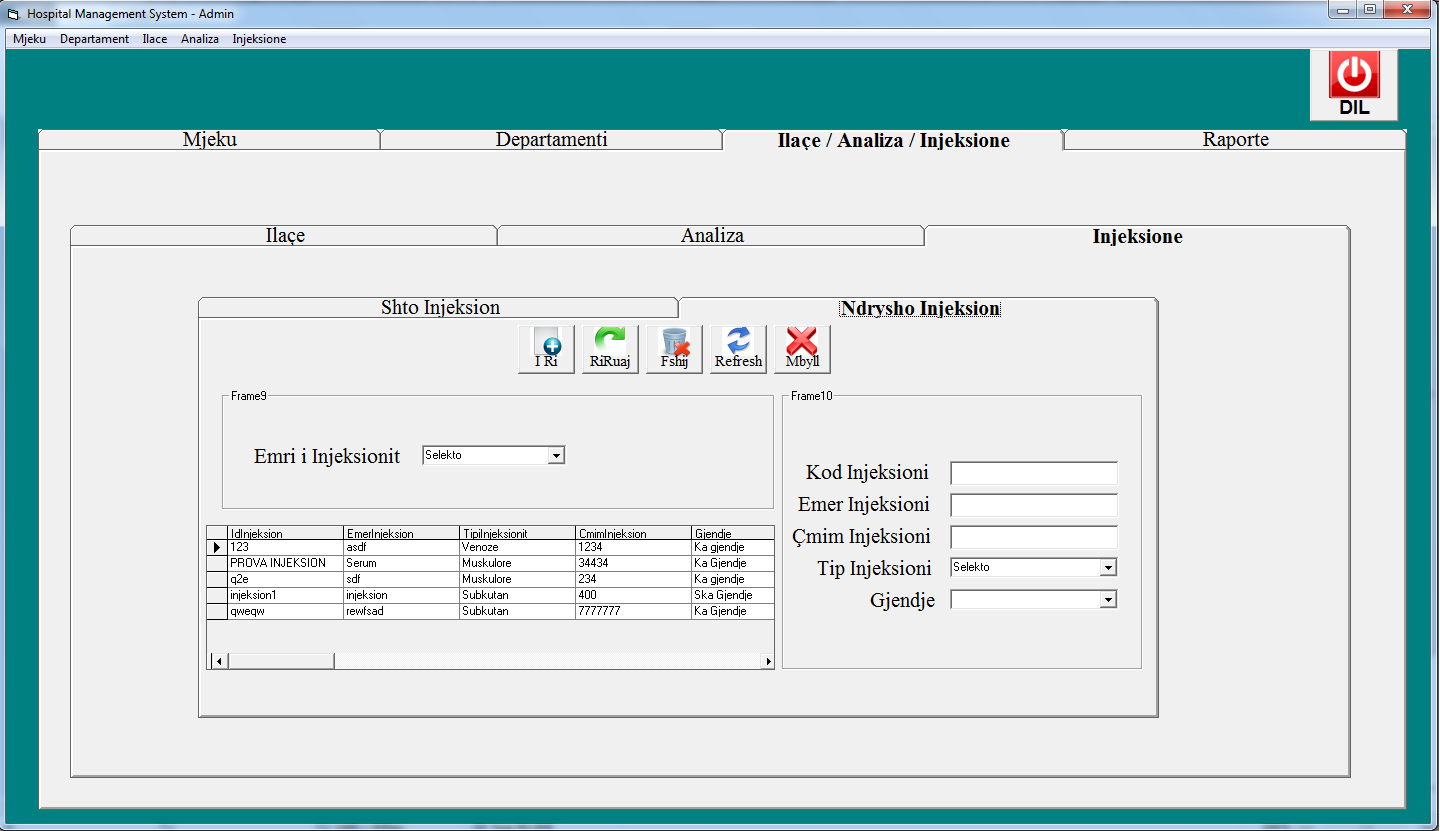 Hospital Management System - Admin
Mjeku Departament Ilace Analiza Injeksione
DIL
Mjeku Departamenti Ilaçe / Analiza / Injeksione Raporte
Ilaçe Analiza Injeksione
Shto Injeksion Ndrysho Injeksion
I Ri RiRuaj Fshij Refresh Mbyll
Frame9
Emri i Injeksionit Selekto
IdInjeksion EmerInjeksion TipiInjeksionit CmimInjeksion Gjendje
123 asdf Venoze 1234 Ka gjendje
PROVA INJEKSION Serum Muskulore 34434 Ka Gjendje
q2e sdf Muskulore 234 Ka gjendje
injeksion1 injeksion Subkutan 400 Ska Gjendje
qweqw rewfsad Subkutan 7777777 Ka Gjendje
Frame10
Kod Injeksioni
Emer Injeksioni
Çmim Injeksioni
Tip Injeksioni Selekto
Gjendje